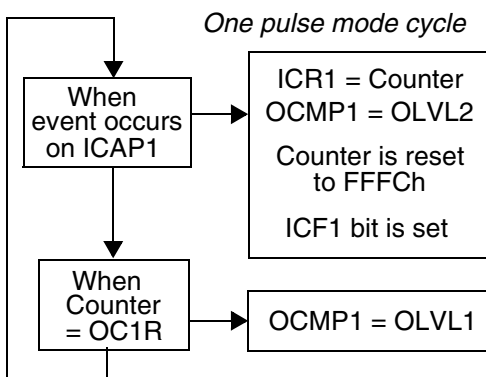 One pulse mode cycle
When
event occurs
on ICAP1
ICR1 = Counter
OCMP1 = OLVL2
Counter is reset
to FFFCh
ICF1 bit is set
When
Counter
= OC1R
OCMP1 = OLVL1